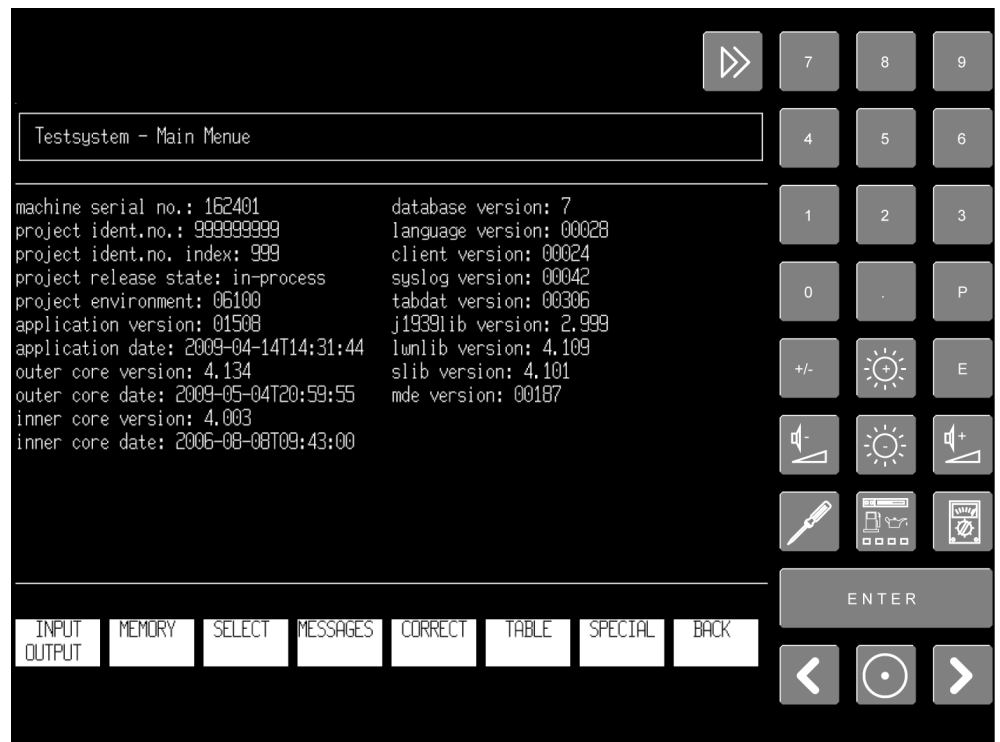 7 8 9
Testsystem - Main Menue
4 5 6
machine serial no.: 162401
project ident.no.: 999999999
project ident.no. index: 999
project release state: in-process
project environment: 06100
application version: 01508
application date: 2009-04-14T14:31:44
outer core version: 4.134
outer core date: 2009-05-04T20:59:55
inner core version: 4.003
inner core date: 2006-08-08T09:43:00
database version: 7
language version: 00028
client version: 00024
syslog version: 00042
tabdat version: 00306
j1939lib version: 2.999
lwnlib version: 4.109
slib version: 4.101
mde version: 00187
1 2 3
0 . P
+/- + E
- - +
ENTER
INPUT
OUTPUT
MEMORY
SELECT
MESSAGES
CORRECT
TABLE
SPECIAL
BACK